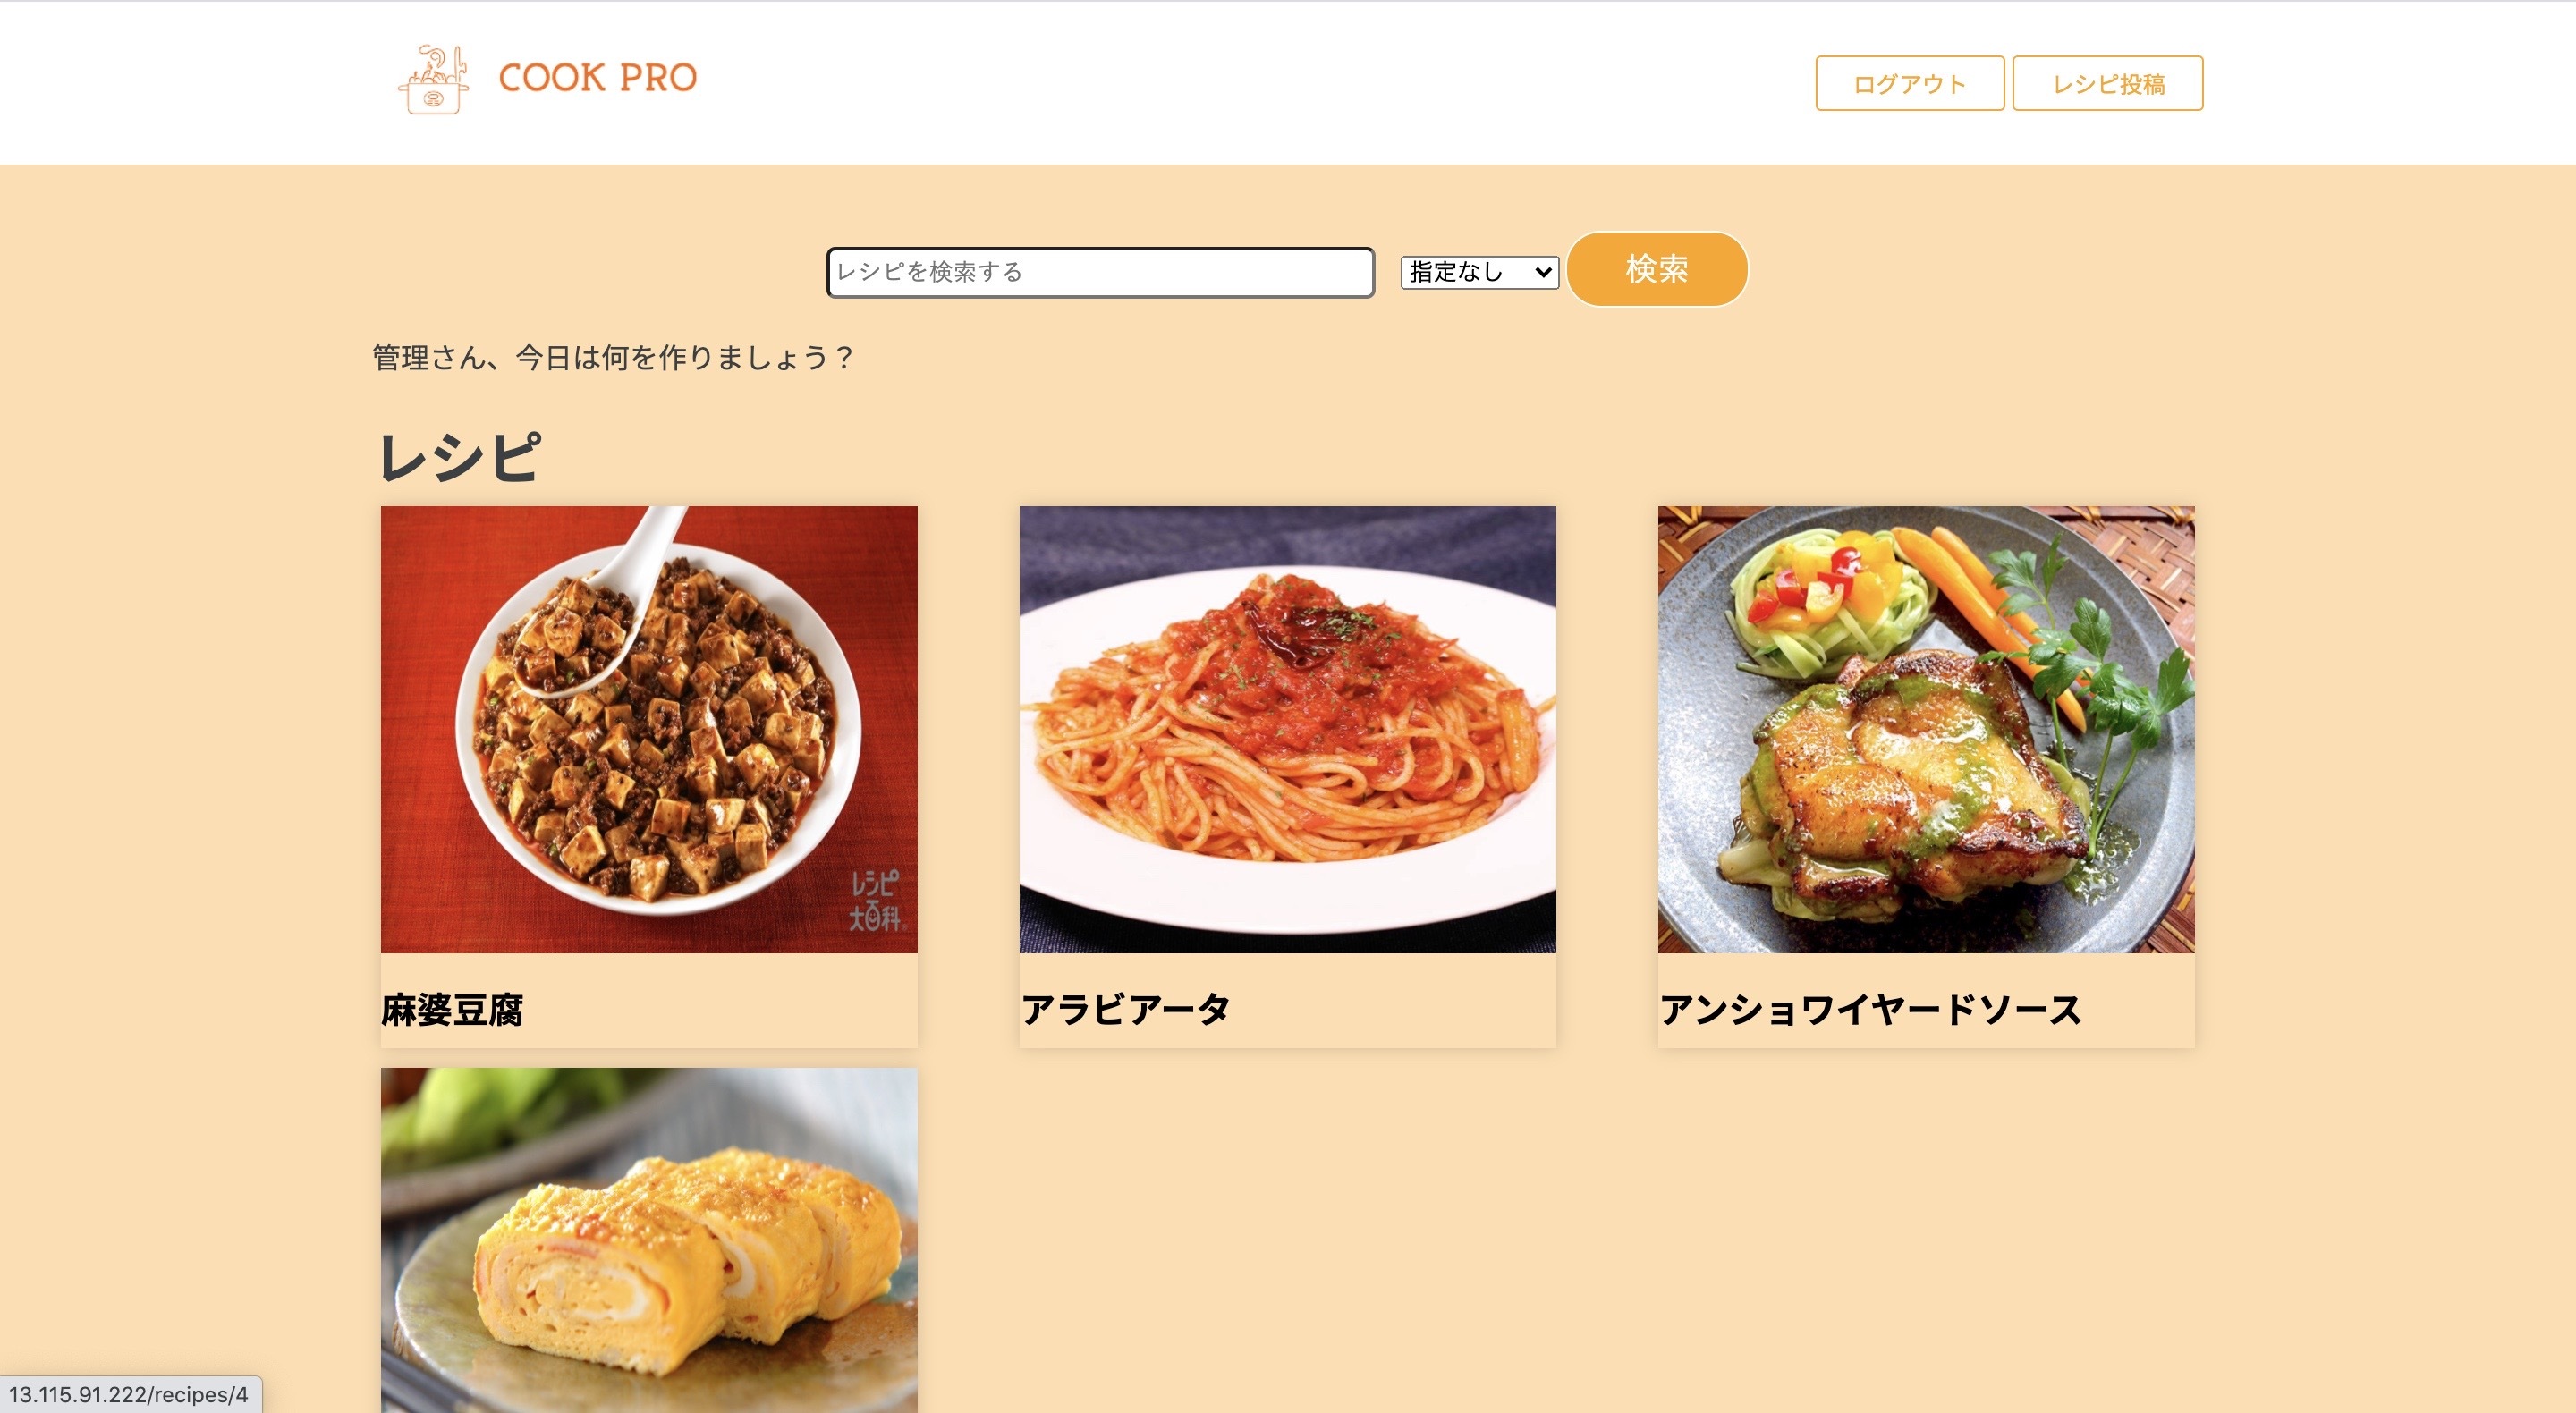 COOK PRO
ログアウト
レシピ投稿
レシピを検索する
指定なし
検索
管理さん、今日は何を作りましょう？
レシピ
レシピ
大百科
麻婆豆腐
アラビアータ
アンショワイヤードソース
13.115.91.222/recipes/4